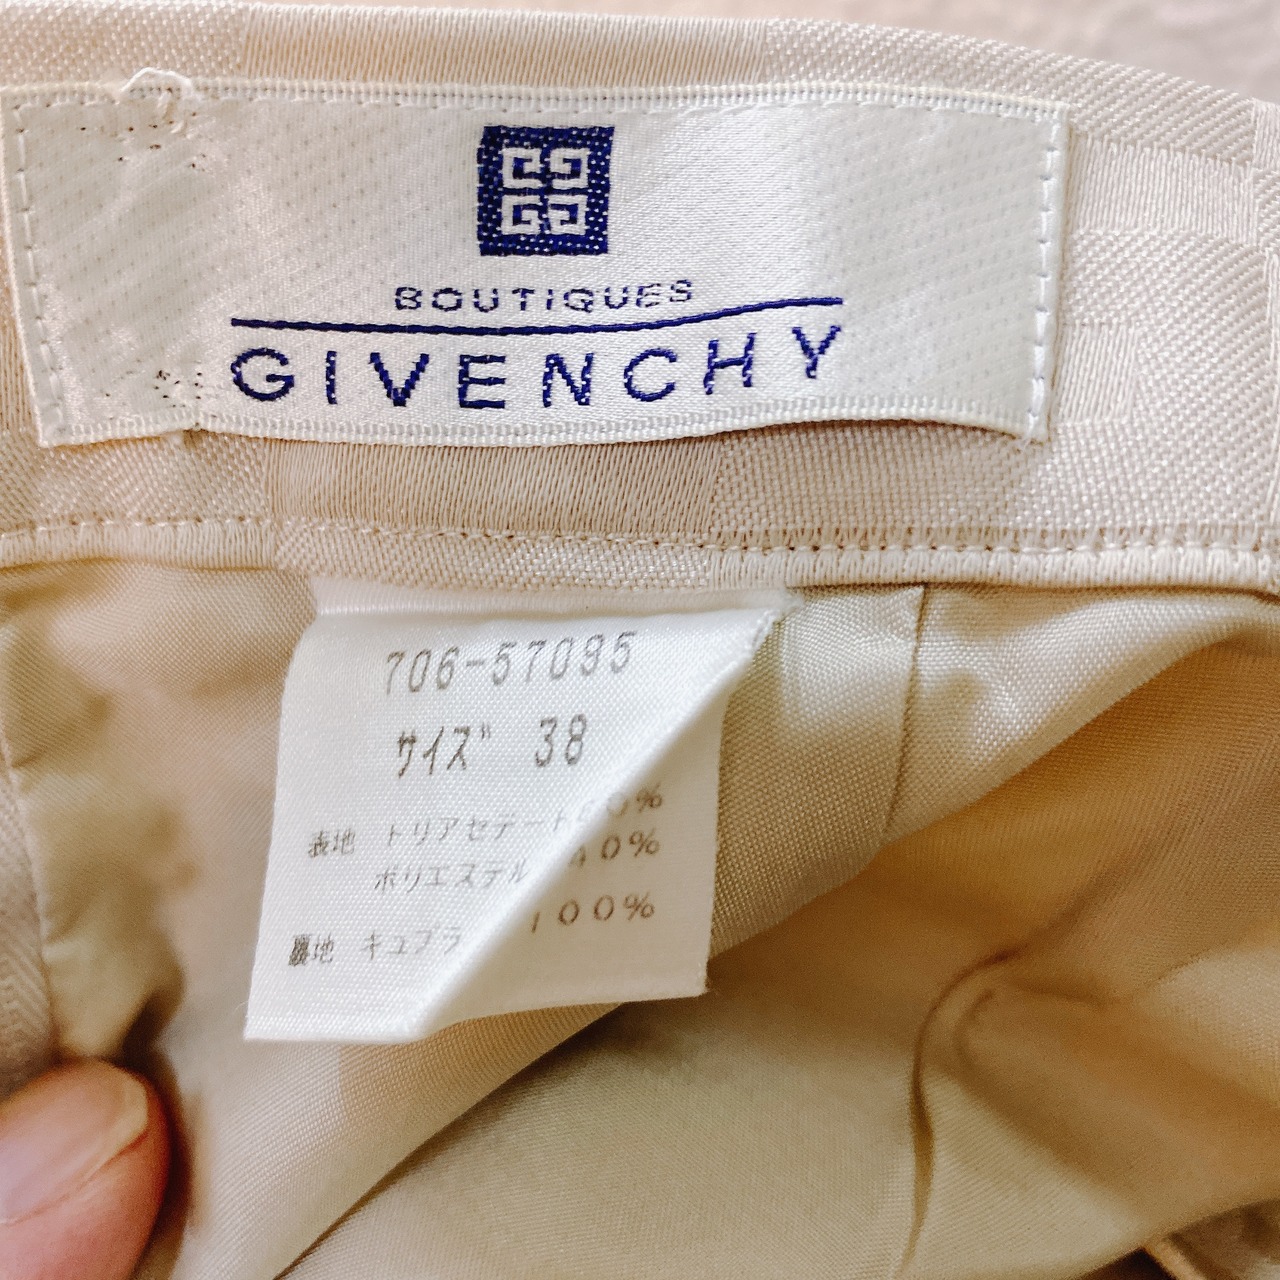 BOUTIQUES
GIVENCHY
706-57095
サイズ 38
表地 トリアセテート 60%
ポリエステル 40%
裏地 キュプラ 100%